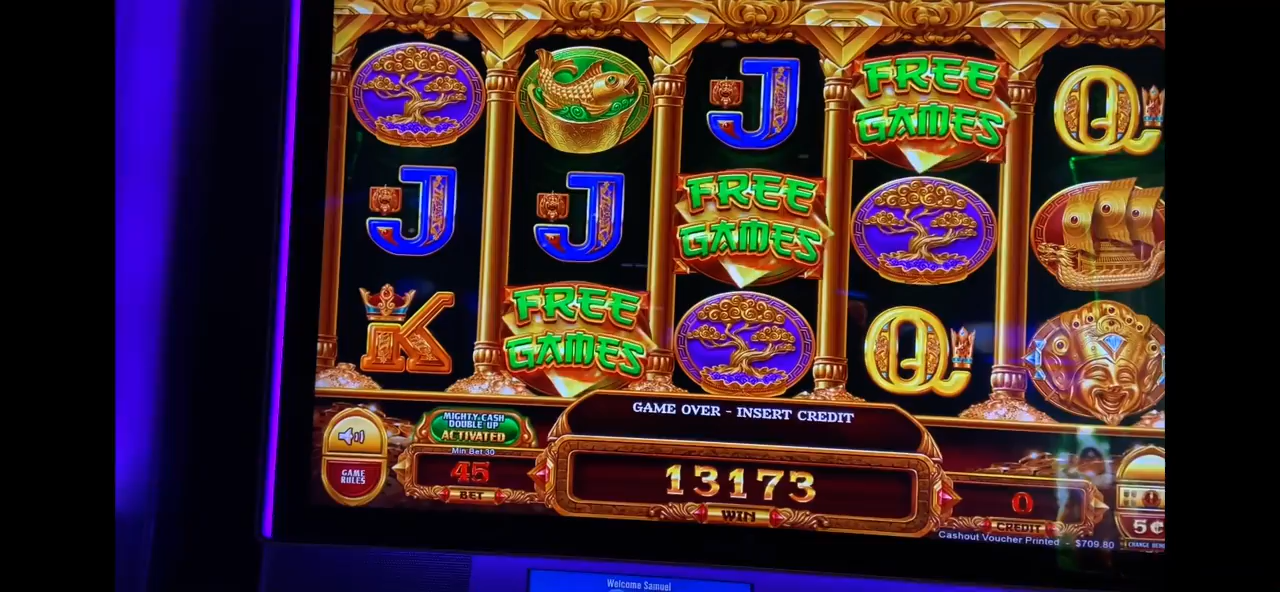 J
FREE
GAMES
Q
J
J
FREE
GAMES
K
FREE
GAMES
Q
GAME OVER - INSERT CREDIT
MIGHTY CASH
DOUBLE UP
ACTIVATED
Min Bet 30
GAME
RULES
45
BET
13173
WIN
0
CREDIT
Cashout Voucher Printed - $709.80
5¢
Welcome Samuel